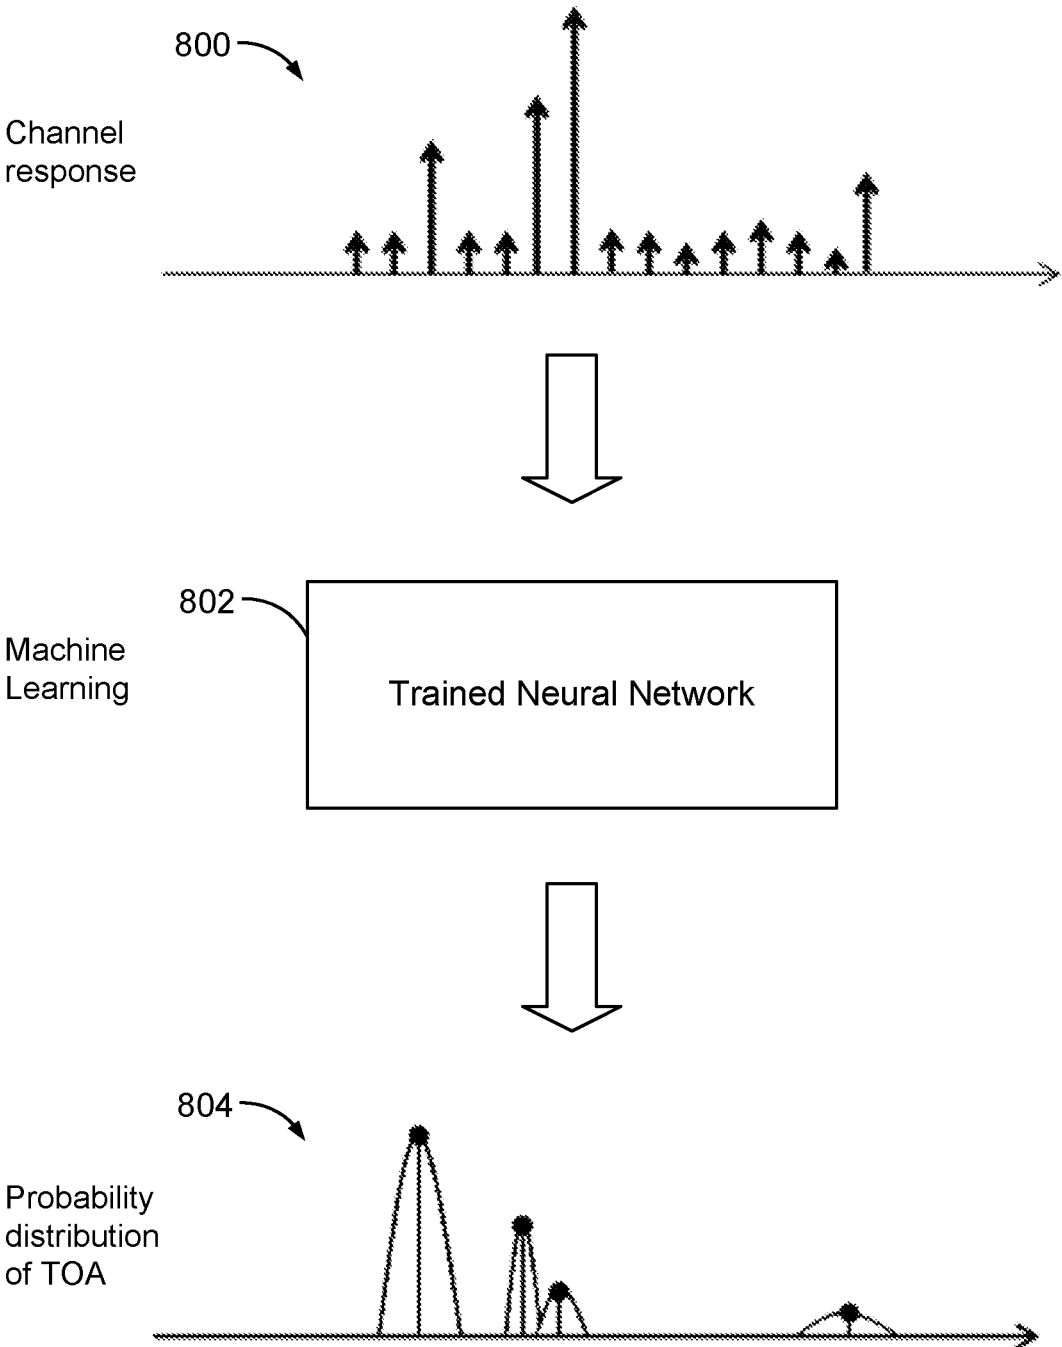 800
Channel
response
802
Machine
Learning
Trained Neural Network
804
Probability
distribution
of TOA